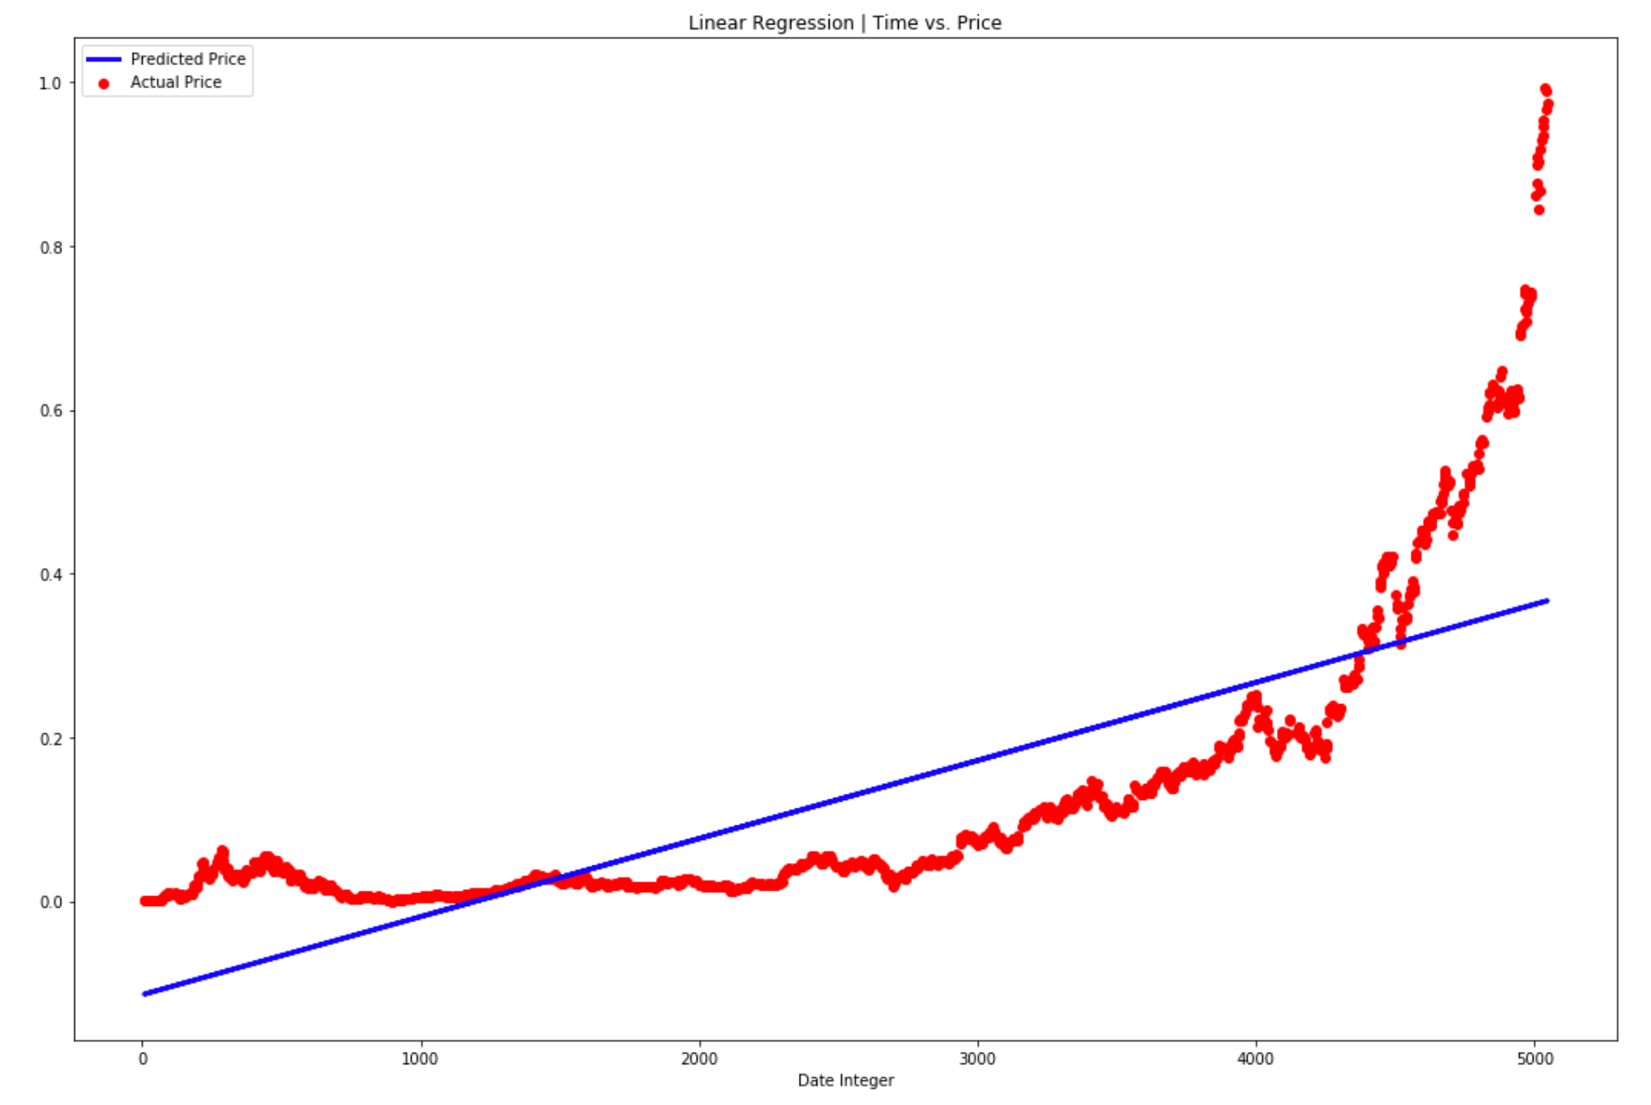 Linear Regression | Time vs. Price
Predicted Price
Actual Price
1.0
0.8
0.6
0.4
0.2
0.0
0 1000 2000 3000 4000 5000
Date Integer